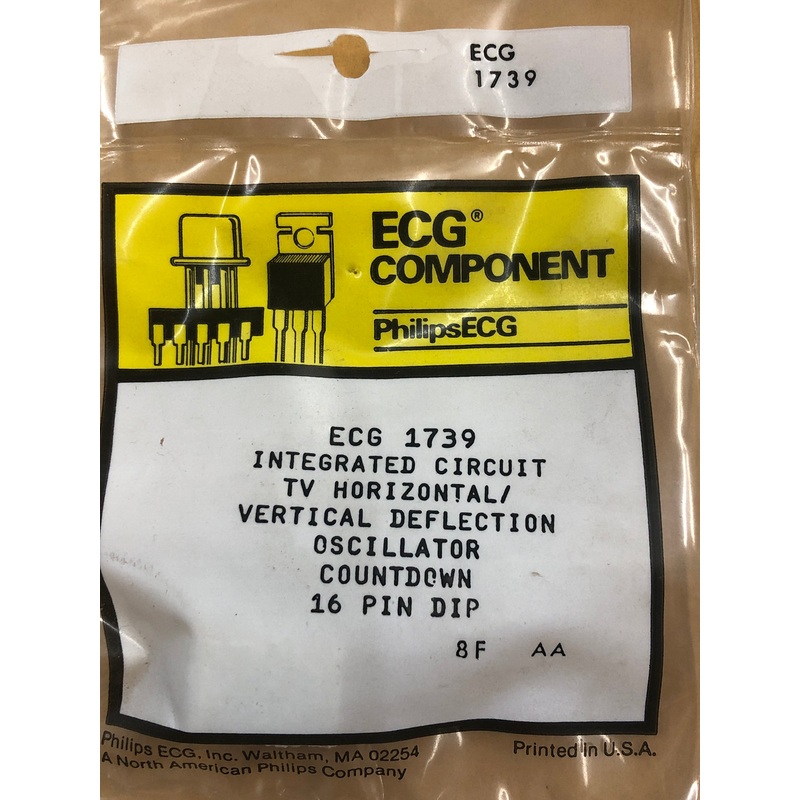 ECG
1739
ECG®
COMPONENT
PhilipsECG
ECG 1739
INTEGRATED CIRCUIT
TV HORIZONTAL/
VERTICAL DEFLECTION
OSCILLATOR
COUNTDOWN
16 PIN DIP
8F AA
Philips ECG, Inc. Waltham, MA 02254
A North American Philips Company
Printed in U.S.A.